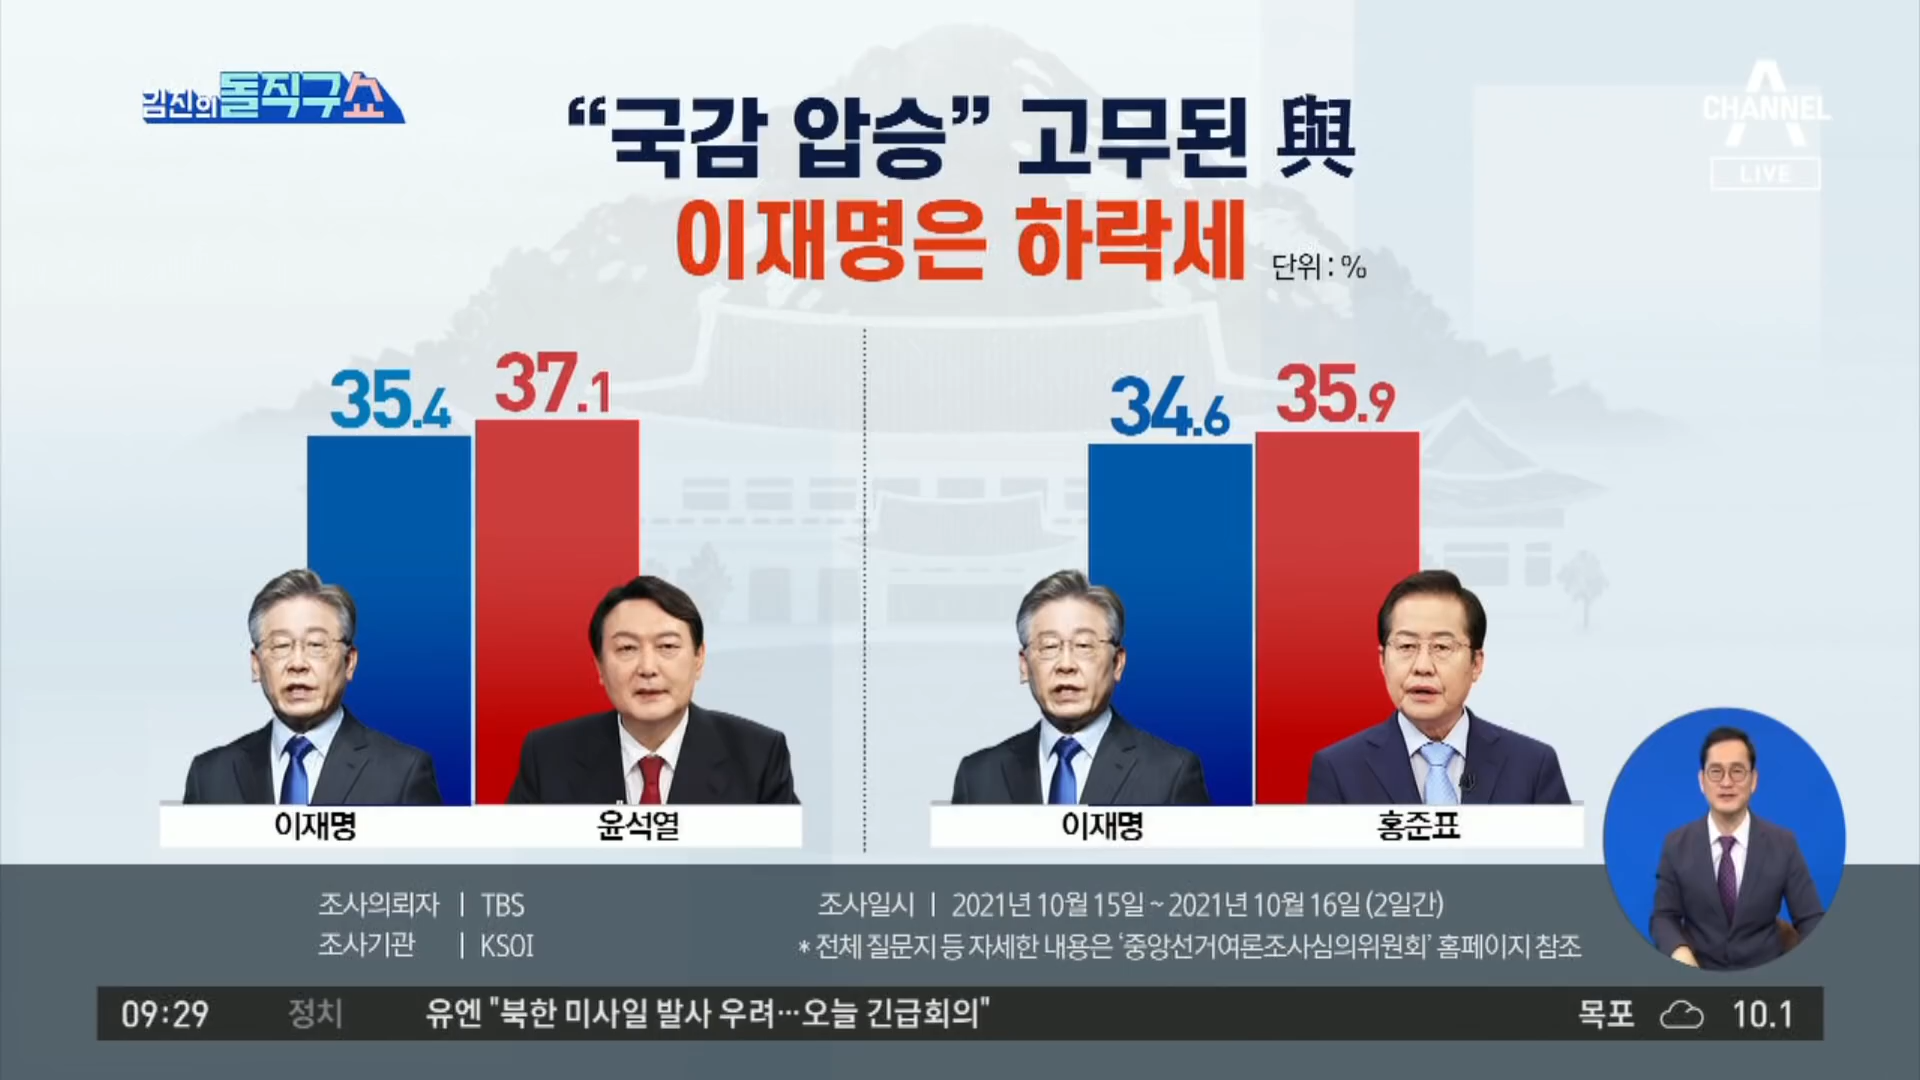 김진의 돌직구쇼
CHANNEL A
LIVE
“국감 압승” 고무된 與
이재명은 하락세
단위 : %
35.4
37.1
34.6
35.9
이재명
윤석열
이재명
홍준표
조사의뢰자 | TBS
조사일시 | 2021년 10월 15일 ~ 2021년 10월 16일 (2일간)
조사기관 | KSOI
* 전체 질문지 등 자세한 내용은 ‘중앙선거여론조사심의위원회’ 홈페이지 참조
09:29 정치 유엔 "북한 미사일 발사 우려…오늘 긴급회의" 목포 10.1